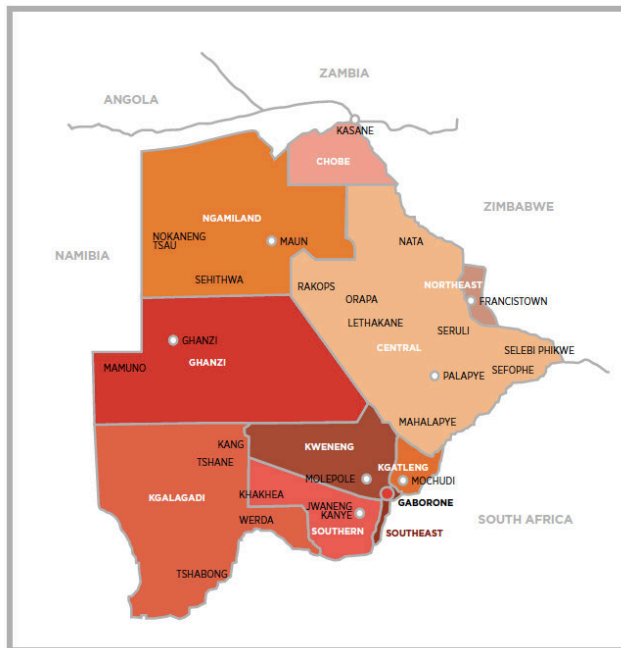 ZAMBIA
ANGOLA
KASANE
CHOBE
ZIMBABWE
NGAMILAND
NOKANENG
TSAU
MAUN
NATA
NAMIBIA
SEHITHWA
RAKOPS
NORTHEAST
ORAPA
FRANCISTOWN
LETHAKANE
SERULI
GHANZI
CENTRAL
SELEBI PHIKWE
GHANZI
MAMUNO
SEFOPHE
PALAPYE
MAHALAPYE
KANG
KWENENG
TSHANE
KGATLENG
MOLEPOLE
MOCHUDI
KGALAGADI
KHAKHEA
JWANENG
GABORONE
KANYE
WERDA
SOUTHERN
SOUTHEAST
SOUTH AFRICA
TSHABONG